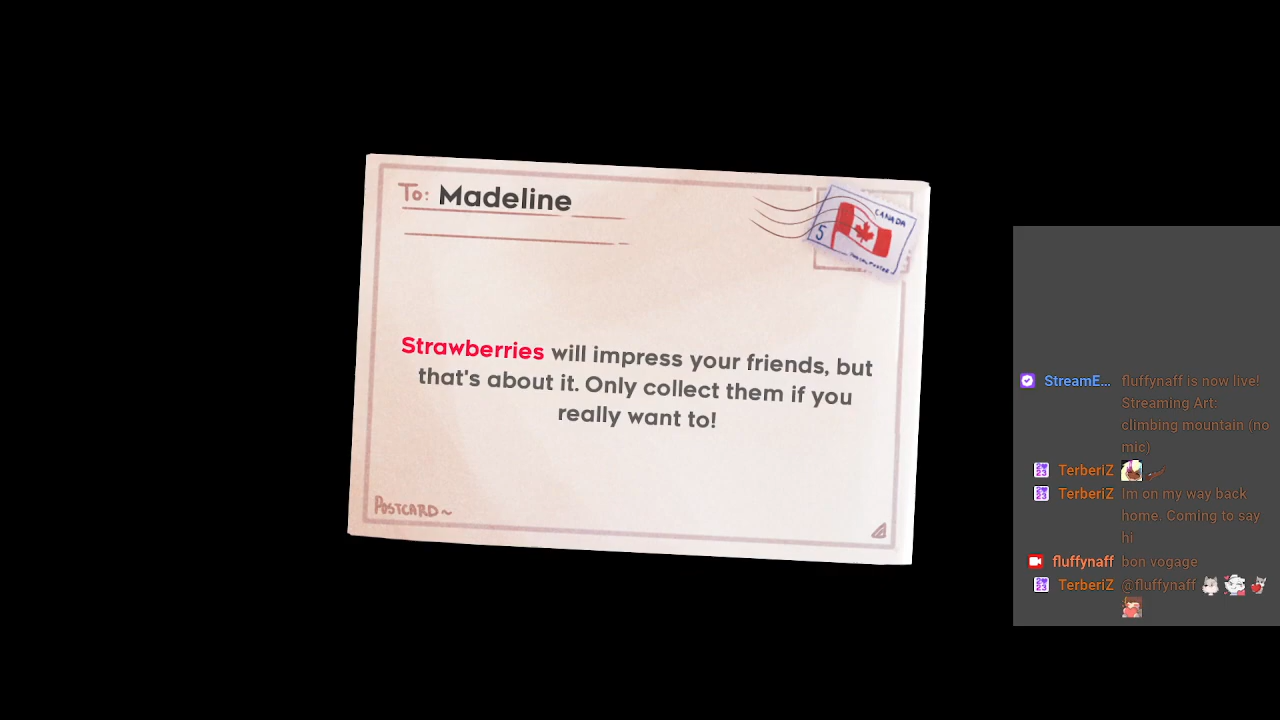 To: Madeline
CANADA
5
Strawberries will impress your friends, but
that's about it. Only collect them if you
really want to!
POSTCARD~
StreamE... fluffynaff is now live!
Streaming Art:
climbing mountain (no
mic)
TerberiZ
TerberiZ Im on my way back
home. Coming to say
hi
fluffynaff bon vogage
TerberiZ @fluffynaff